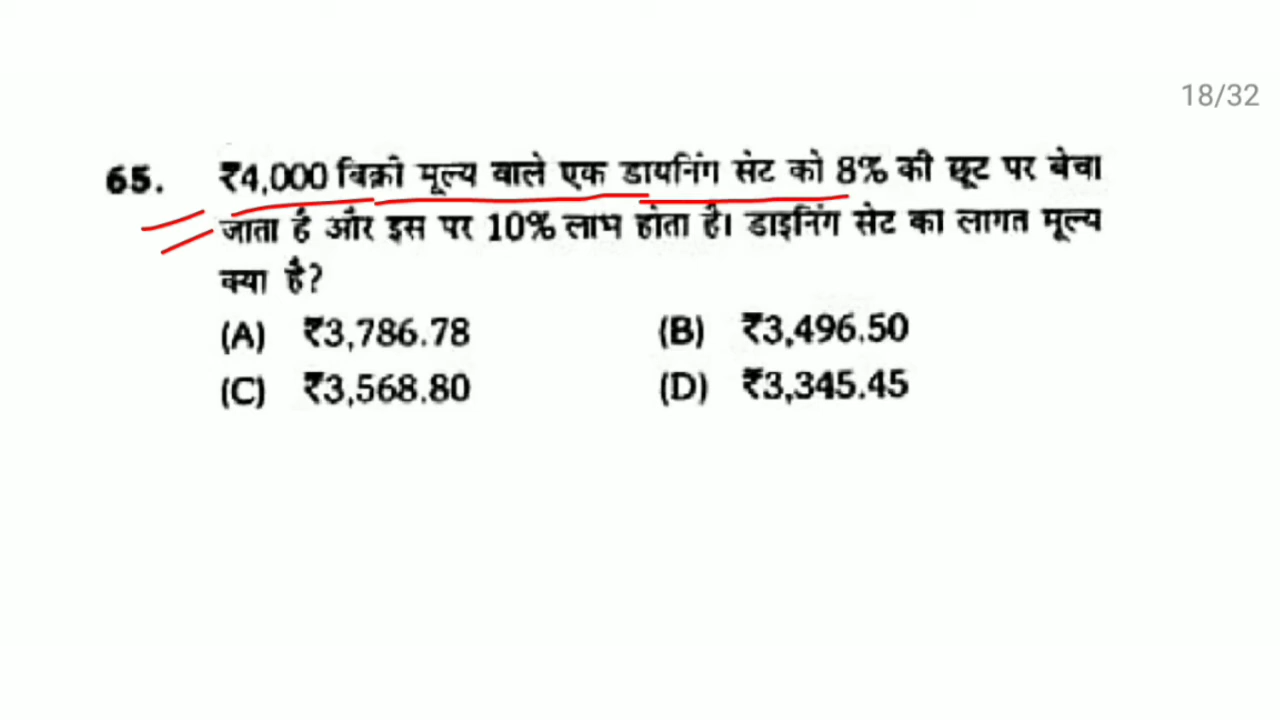 18/32
65. ₹4,000 बिक्री मूल्य वाले एक डायनिंग सेट को 8% की छूट पर बेचा
जाता है और इस पर 10% लाभ होता है। डाइनिंग सेट का लागत मूल्य
क्या है?
(A) ₹3,786.78 (B) ₹3,496.50
(C) ₹3,568.80 (D) ₹3,345.45